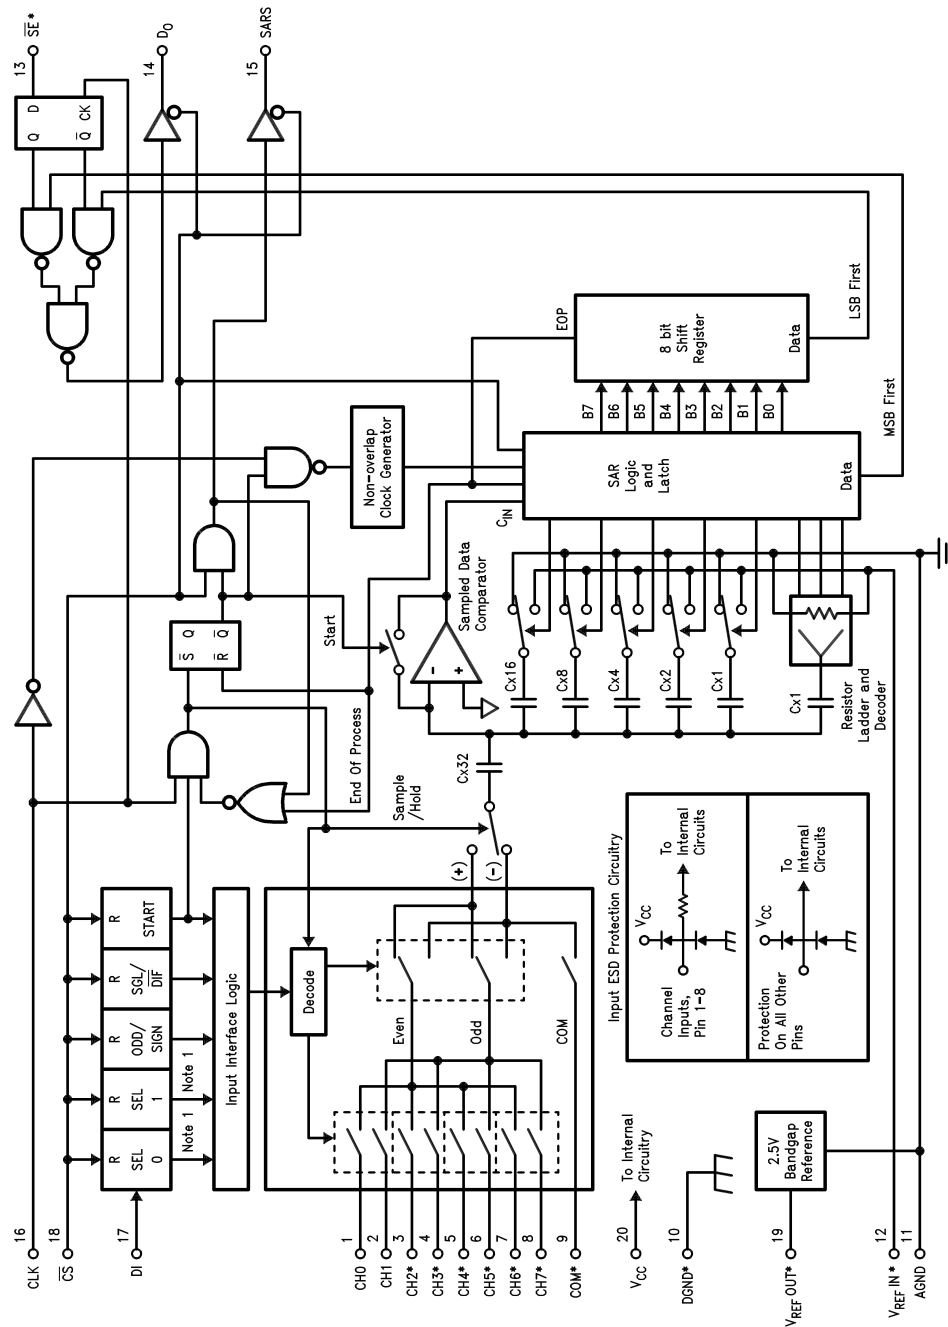 CLK
16
CS
18
DI
17
R
SEL
0
R
SEL
1
R
ODD/
SIGN
R
SGL/
DIF
R
START
Note 1
Note 1
Input Interface Logic
Decode
Even
Odd
COM
CH0
1
CH1
2
CH2*
3
CH3*
4
CH4*
5
CH5*
6
CH6*
7
CH7*
8
COM*
9
(+)
(-)
Sample
/Hold
End Of Process
Start
S̅ Q
R̅ Q̅
Cx32
Cx16
Cx8
Cx4
Cx2
Cx1
Cx1
Resistor
Ladder and
Decoder
-
+
Sampled Data
Comparator
Non-overlap
Clock Generator
CIN
SAR
Logic
and
Latch
Data
B7
B6
B5
B4
B3
B2
B1
B0
EOP
8 bit
Shift
Register
Data
MSB First
LSB First
Q D
Q̅ CK
13
S̅E̅*
14
DO
15
SARS
Input ESD Protection Circuitry
VCC
To
Internal
Circuits
Channel
Inputs,
Pin 1-8
VCC
To
Internal
Circuits
Protection
On All Other
Pins
VCC
20
To Internal
Circuitry
DGND*
10
2.5V
Bandgap
Reference
VREF OUT*
19
VREF IN*
12
AGND
11